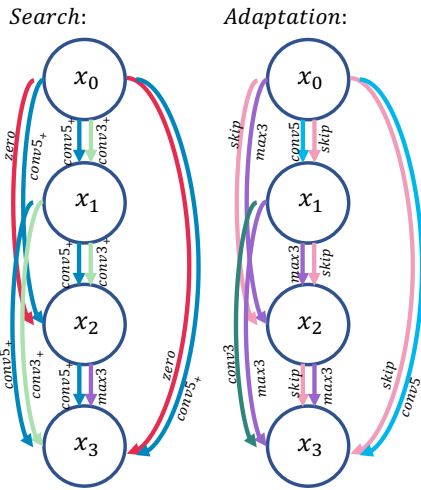 Search:
x₀
zero
conv5₊
conv5₊
conv3₊
x₁
conv5₊
conv3₊
x₂
conv5₊
conv3₊
conv5₊
max3
zero
conv5₊
x₃
Adaptation:
x₀
skip
max3
conv5
skip
x₁
max3
skip
x₂
conv3
max3
skip
max3
skip
conv5
x₃